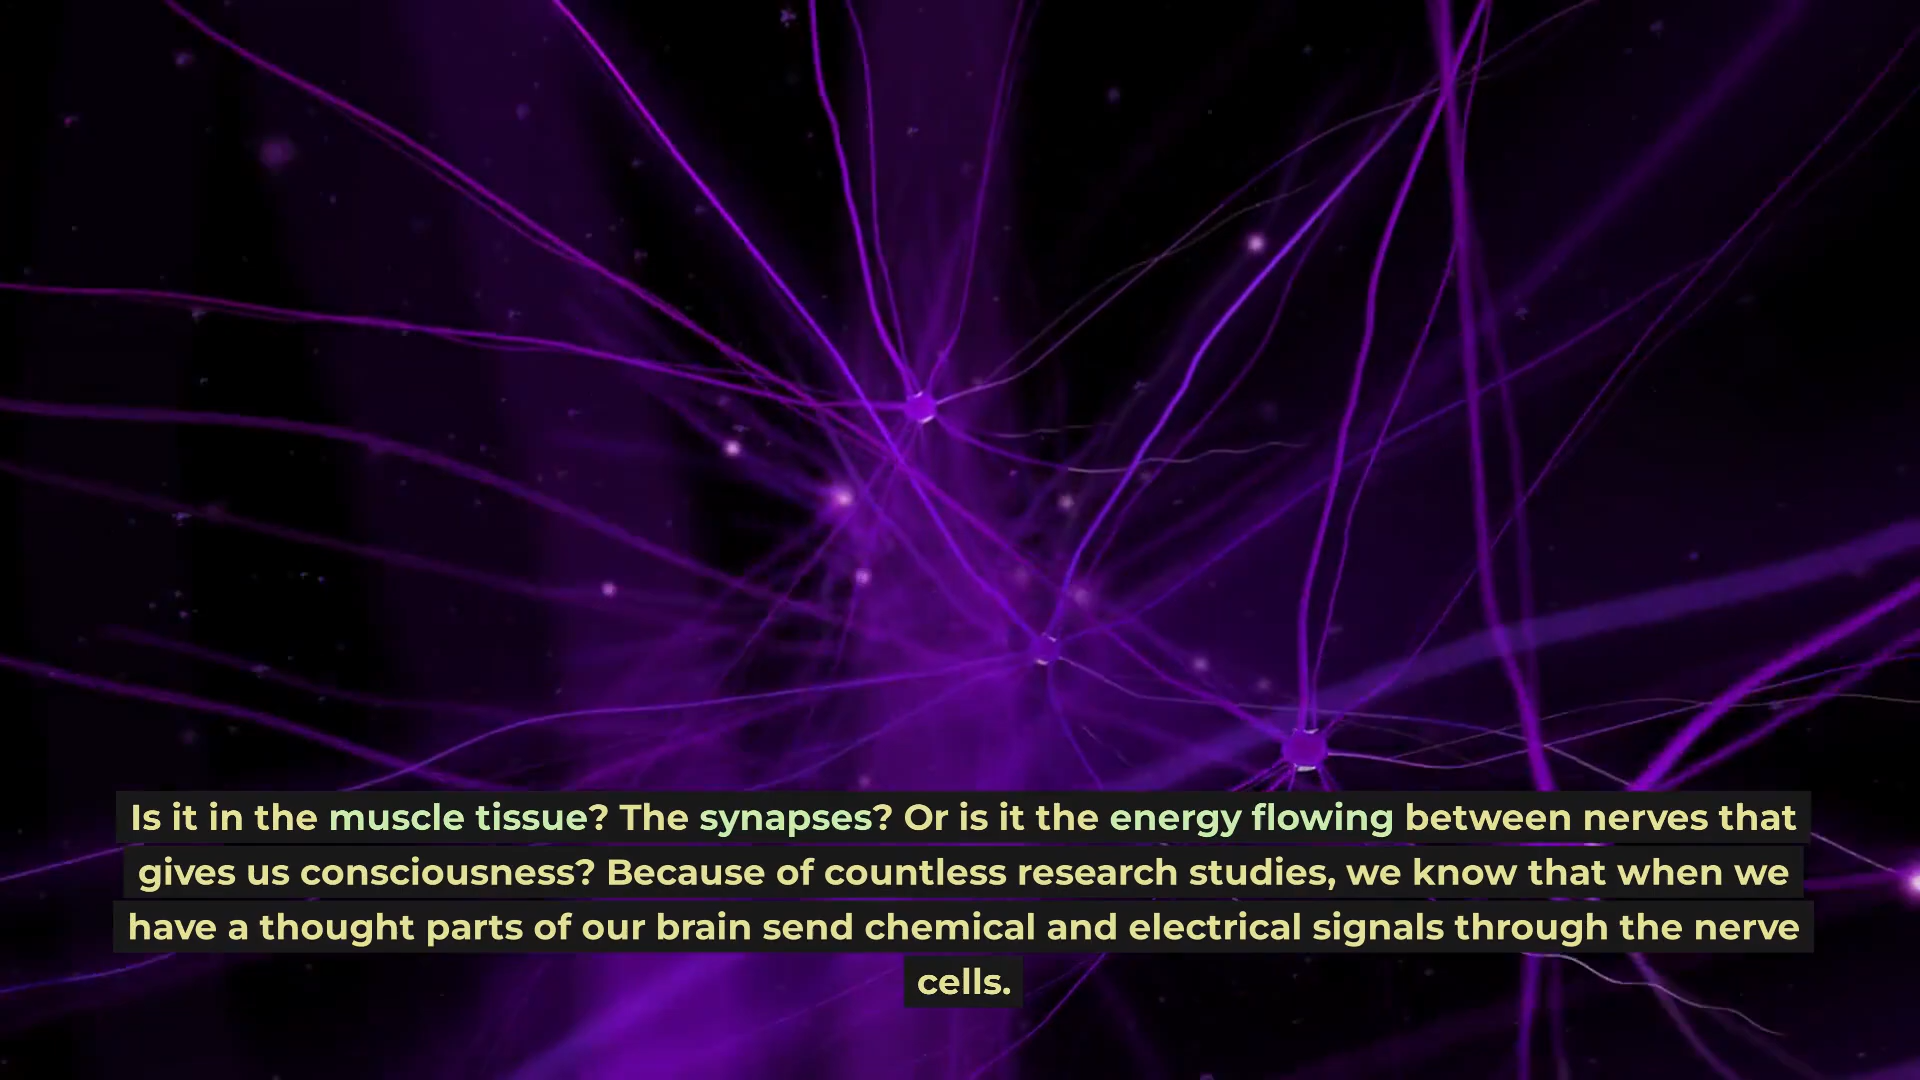 Is it in the muscle tissue? The synapses? Or is it the energy flowing between nerves that
gives us consciousness? Because of countless research studies, we know that when we
have a thought parts of our brain send chemical and electrical signals through the nerve
cells.